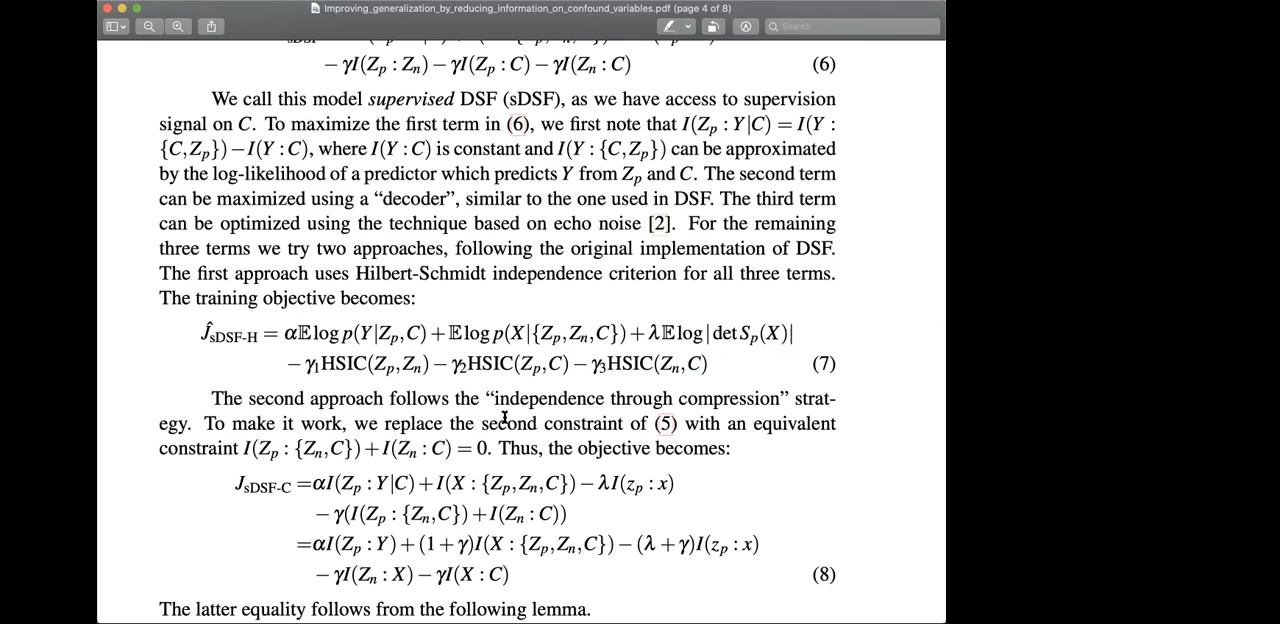 Improving_generalization_by_reducing_information_on_confound_variables.pdf (page 4 of 8)
Search
− γI(Z_p : Z_n) − γI(Z_p : C) − γI(Z_n : C) (6)
We call this model supervised DSF (sDSF), as we have access to supervision
signal on C. To maximize the first term in (6), we first note that I(Z_p : Y|C) = I(Y :
{C,Z_p}) − I(Y : C), where I(Y : C) is constant and I(Y : {C,Z_p}) can be approximated
by the log-likelihood of a predictor which predicts Y from Z_p and C. The second term
can be maximized using a “decoder”, similar to the one used in DSF. The third term
can be optimized using the technique based on echo noise [2]. For the remaining
three terms we try two approaches, following the original implementation of DSF.
The first approach uses Hilbert-Schmidt independence criterion for all three terms.
The training objective becomes:
Ĵ_sDSF-H = α𝔼 log p(Y|Z_p,C) + 𝔼 log p(X|{Z_p,Z_n,C}) + λ𝔼 log |det S_p(X)|
− γ₁HSIC(Z_p,Z_n) − γ₂HSIC(Z_p,C) − γ₃HSIC(Z_n,C) (7)
The second approach follows the “independence through compression” strat-
egy. To make it work, we replace the second constraint of (5) with an equivalent
constraint I(Z_p : {Z_n,C}) + I(Z_n : C) = 0. Thus, the objective becomes:
J_sDSF-C =αI(Z_p : Y|C) + I(X : {Z_p,Z_n,C}) − λI(z_p : x)
− γ(I(Z_p : {Z_n,C}) + I(Z_n : C))
=αI(Z_p : Y) + (1 + γ)I(X : {Z_p,Z_n,C}) − (λ + γ)I(z_p : x)
− γI(Z_n : X) − γI(X : C) (8)
The latter equality follows from the following lemma.